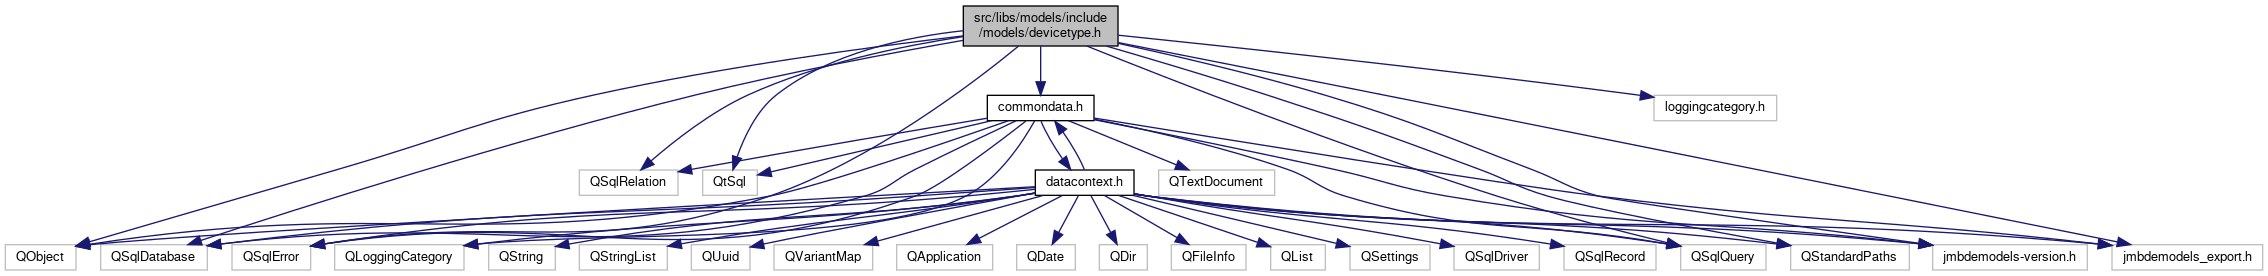 src/libs/models/include
/models/devicetype.h
commondata.h
loggingcategory.h
QSqlRelation
QtSql
datacontext.h
QTextDocument
QObject
QSqlDatabase
QSqlError
QLoggingCategory
QString
QStringList
QUuid
QVariantMap
QApplication
QDate
QDir
QFileInfo
QList
QSettings
QSqlDriver
QSqlRecord
QSqlQuery
QStandardPaths
jmbdemodels-version.h
jmbdemodels_export.h